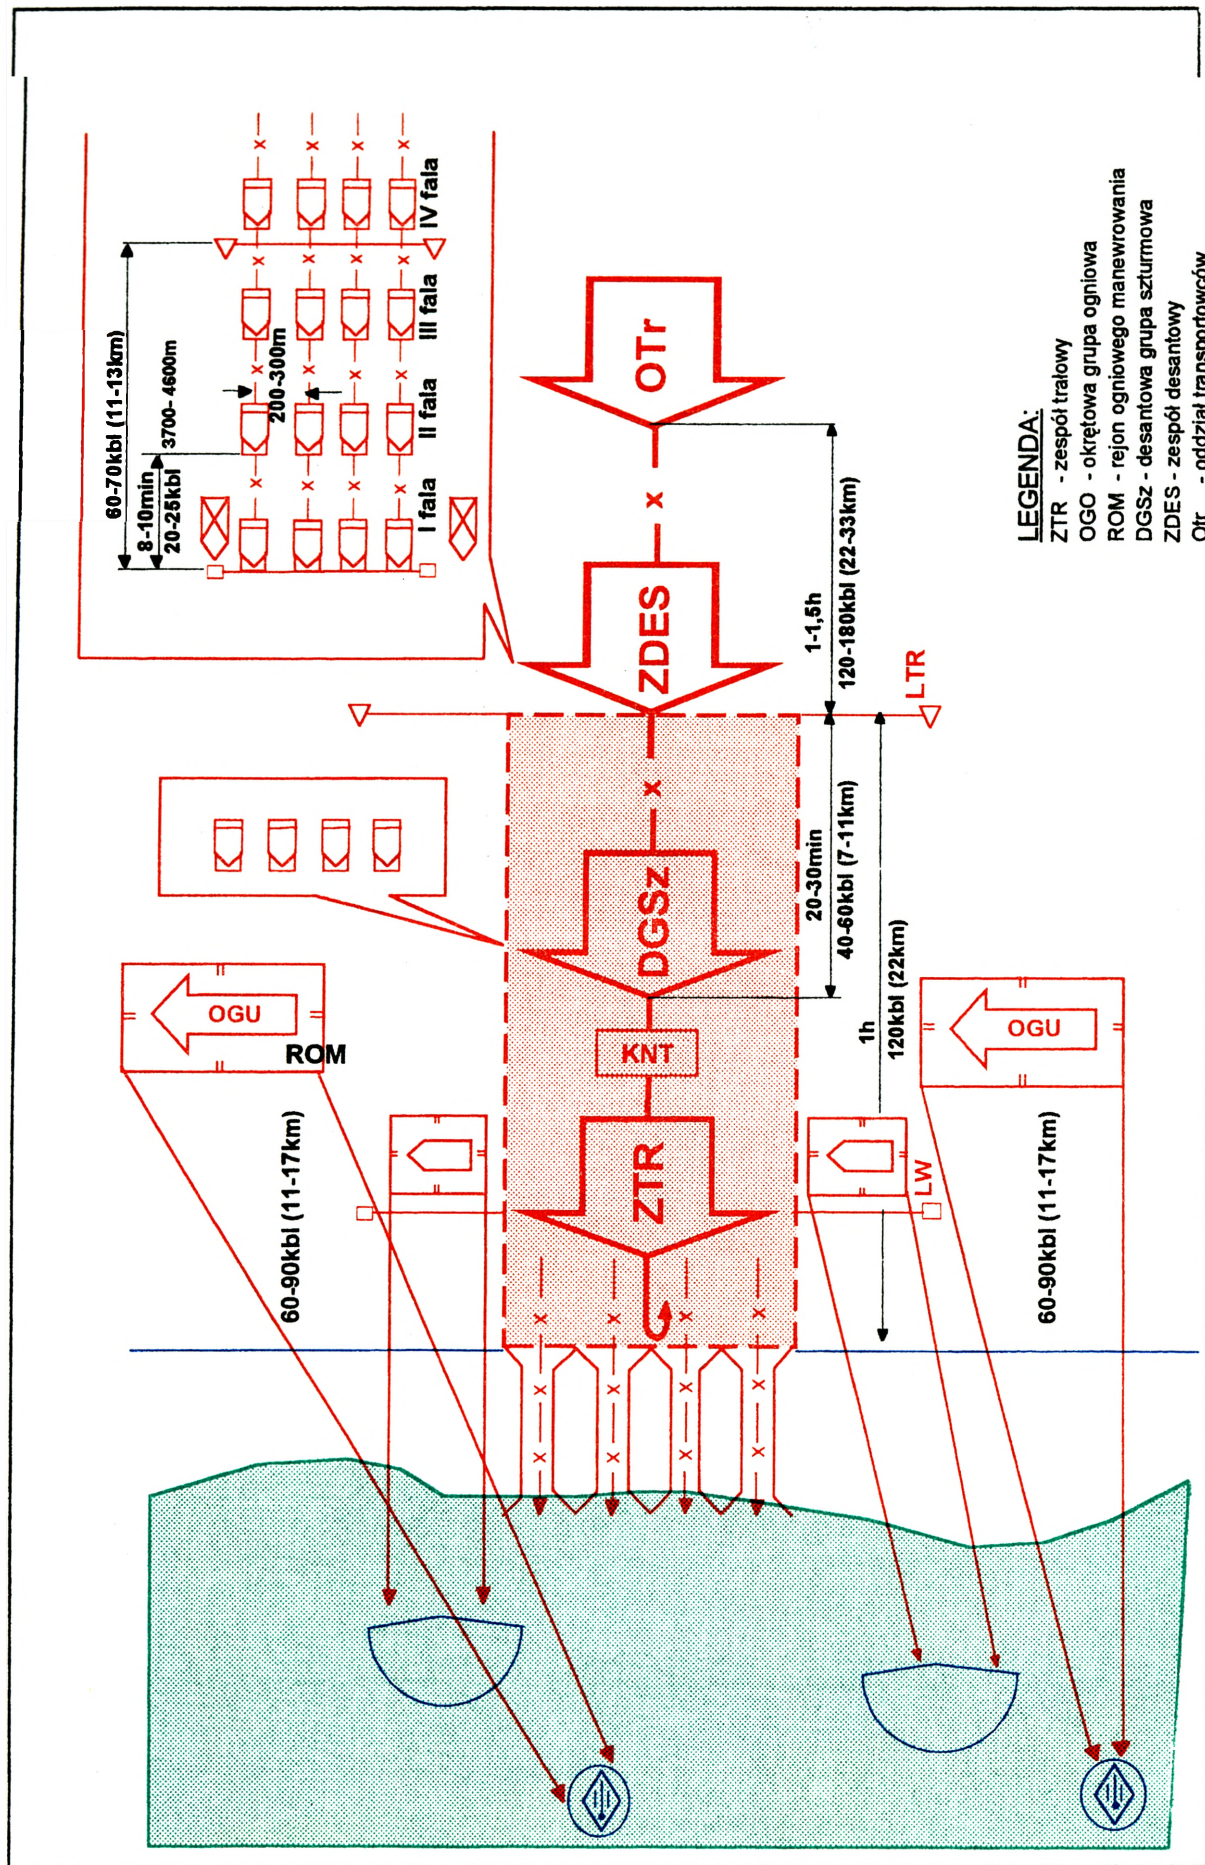 60-70kbl (11-13km)
8-10min
20-25kbl
3700- 4600m
200-300m
I fala
II fala
III fala
IV fala
OTr
ZDES
1-1,5h
120-180kbl (22-33km)
LTR
DGSz
20-30min
40-60kbl (7-11km)
1h
120kbl (22km)
OGU
ROM
OGU
KNT
ZTR
LW
60-90kbl (11-17km)
60-90kbl (11-17km)
LEGENDA:
ZTR - zespół trałowy
OGO - okrętowa grupa ogniowa
ROM - rejon ogniowego manewrowania
DGSz - desantowa grupa szturmowa
ZDES - zespół desantowy
Otr - oddział transportowców